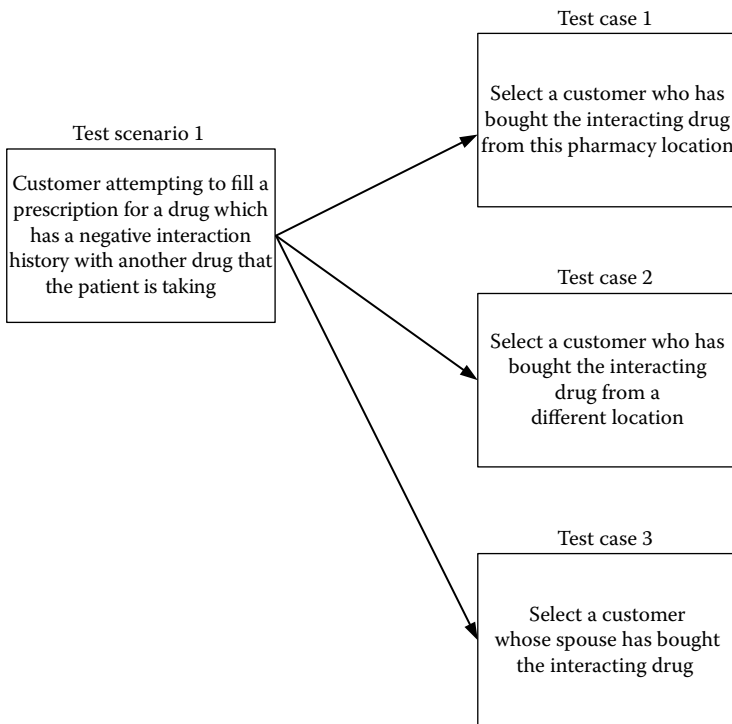 Test scenario 1
Customer attempting to fill a
prescription for a drug which
has a negative interaction
history with another drug that
the patient is taking
Test case 1
Select a customer who has
bought the interacting drug
from this pharmacy location
Test case 2
Select a customer who has
bought the interacting
drug from a
different location
Test case 3
Select a customer
whose spouse has bought
the interacting drug